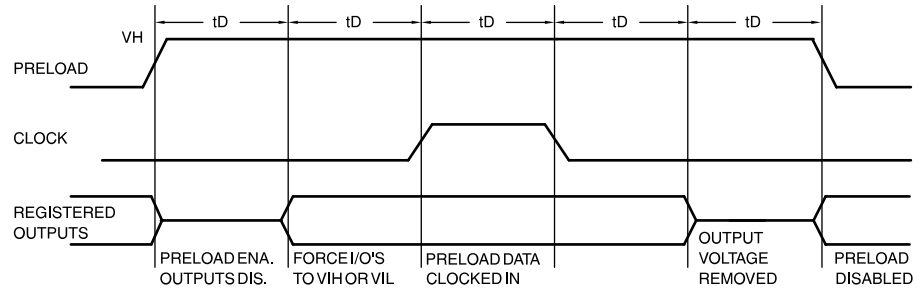 tD tD tD tD tD
VH
PRELOAD
CLOCK
REGISTERED
OUTPUTS
PRELOAD ENA.
OUTPUTS DIS.
FORCE I/O'S
TO VIH OR VIL
PRELOAD DATA
CLOCKED IN
OUTPUT
VOLTAGE
REMOVED
PRELOAD
DISABLED